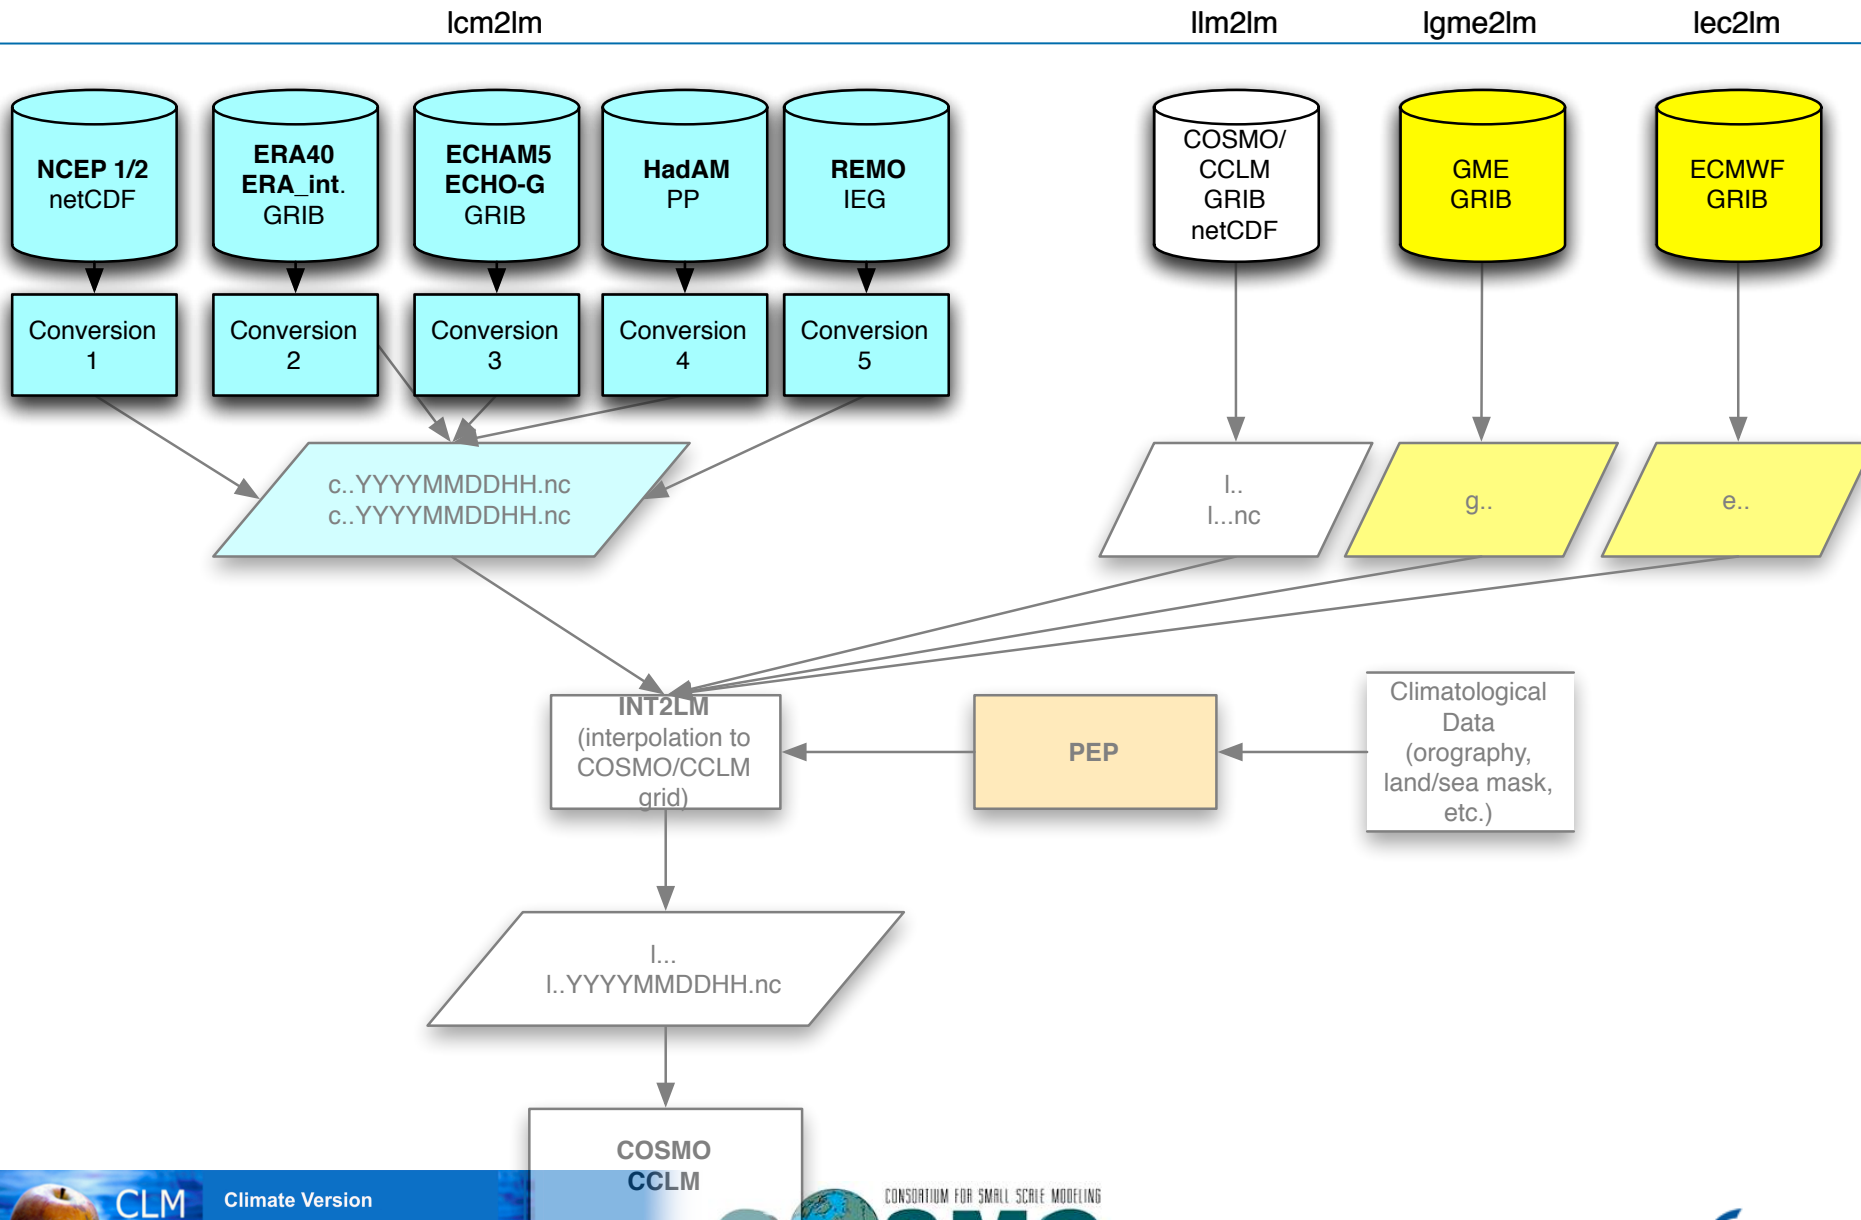 lcm2lm
llm2lm
lgme2lm
lec2lm
NCEP 1/2
netCDF
ERA40
ERA_int.
GRIB
ECHAM5
ECHO-G
GRIB
HadAM
PP
REMO
IEG
COSMO/
CCLM
GRIB
netCDF
GME
GRIB
ECMWF
GRIB
Conversion
1
Conversion
2
Conversion
3
Conversion
4
Conversion
5
c..YYYYMMDDHH.nc
c..YYYYMMDDHH.nc
l..
l...nc
g..
e..
INT2LM
(interpolation to
COSMO/CCLM
grid)
PEP
Climatological
Data
(orography,
land/sea mask,
etc.)
l...
l..YYYYMMDDHH.nc
COSMO
CCLM
CLM
Climate Version
CONSORTIUM FOR SMALL SCALE MODELING
COSMO